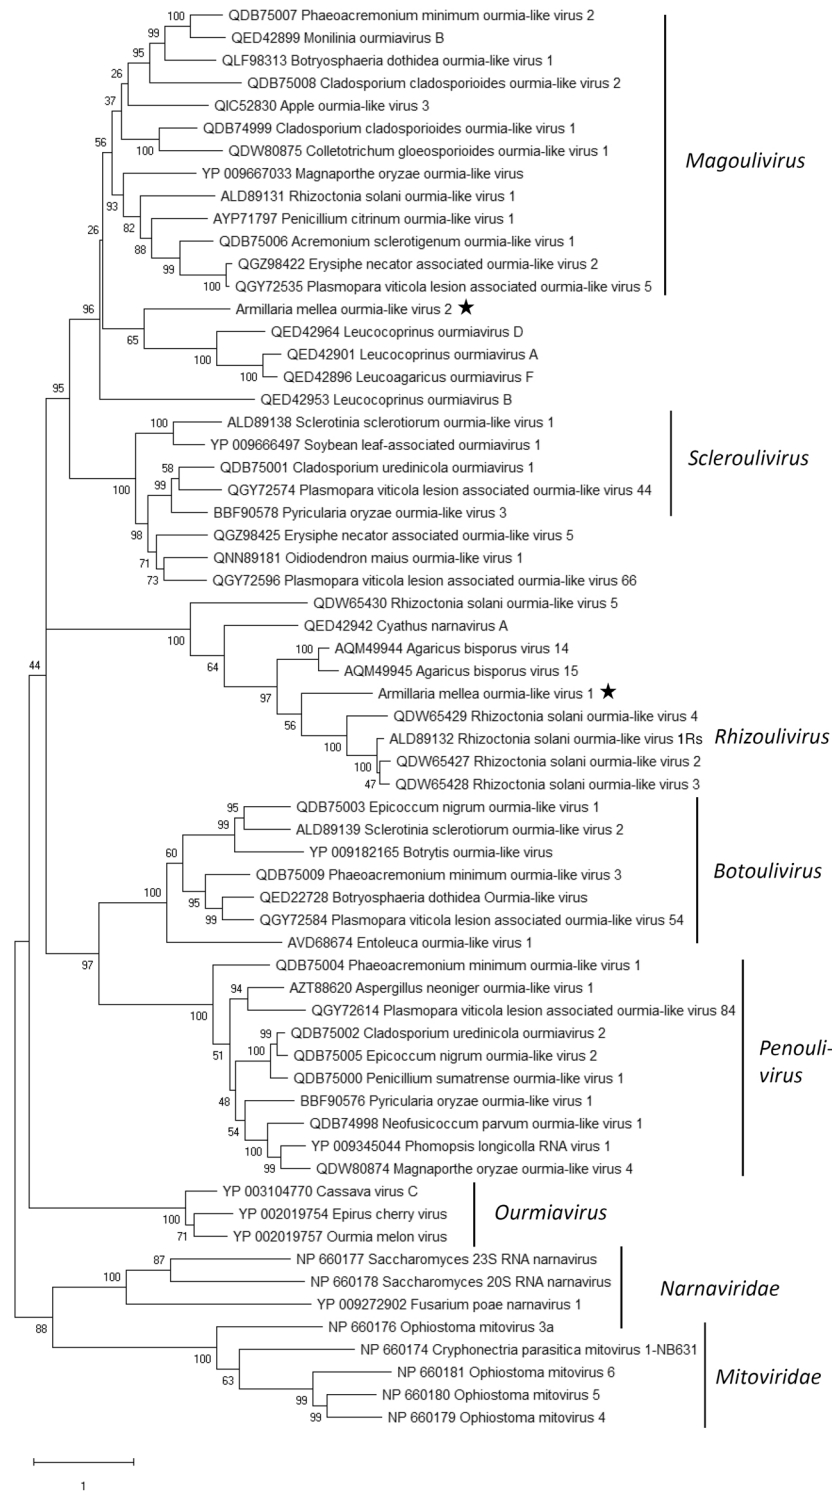 QDB75007 Phaeoacremonium minimum ourmia-like virus 2
QED42899 Monilinia ourmiavirus B
QLF98313 Botryosphaeria dothidea ourmia-like virus 1
QDB75008 Cladosporium cladosporioides ourmia-like virus 2
QIC52830 Apple ourmia-like virus 3
QDB74999 Cladosporium cladosporioides ourmia-like virus 1
QDW80875 Colletotrichum gloeosporioides ourmia-like virus 1
YP 009667033 Magnaporthe oryzae ourmia-like virus
ALD89131 Rhizoctonia solani ourmia-like virus 1
AYP71797 Penicillium citrinum ourmia-like virus 1
QDB75006 Acremonium sclerotigenum ourmia-like virus 1
QGZ98422 Erysiphe necator associated ourmia-like virus 2
QGY72535 Plasmopara viticola lesion associated ourmia-like virus 5
Magoulivirus
Armillaria mellea ourmia-like virus 2 ★
QED42964 Leucocoprinus ourmiavirus D
QED42901 Leucocoprinus ourmiavirus A
QED42896 Leucoagaricus ourmiavirus F
QED42953 Leucocoprinus ourmiavirus B
ALD89138 Sclerotinia sclerotiorum ourmia-like virus 1
YP 009666497 Soybean leaf-associated ourmiavirus 1
QDB75001 Cladosporium uredinicola ourmiavirus 1
QGY72574 Plasmopara viticola lesion associated ourmia-like virus 44
BBF90578 Pyricularia oryzae ourmia-like virus 3
Scleroulivirus
QGZ98425 Erysiphe necator associated ourmia-like virus 5
QNN89181 Oidiodendron maius ourmia-like virus 1
QGY72596 Plasmopara viticola lesion associated ourmia-like virus 66
QDW65430 Rhizoctonia solani ourmia-like virus 5
QED42942 Cyathus narnavirus A
AQM49944 Agaricus bisporus virus 14
AQM49945 Agaricus bisporus virus 15
Armillaria mellea ourmia-like virus 1 ★
QDW65429 Rhizoctonia solani ourmia-like virus 4
ALD89132 Rhizoctonia solani ourmia-like virus 1Rs
QDW65427 Rhizoctonia solani ourmia-like virus 2
QDW65428 Rhizoctonia solani ourmia-like virus 3
Rhizoulivirus
QDB75003 Epicoccum nigrum ourmia-like virus 1
ALD89139 Sclerotinia sclerotiorum ourmia-like virus 2
YP 009182165 Botrytis ourmia-like virus
QDB75009 Phaeoacremonium minimum ourmia-like virus 3
QED22728 Botryosphaeria dothidea Ourmia-like virus
QGY72584 Plasmopara viticola lesion associated ourmia-like virus 54
AVD68674 Entoleuca ourmia-like virus 1
Botoulivirus
QDB75004 Phaeoacremonium minimum ourmia-like virus 1
AZT88620 Aspergillus neoniger ourmia-like virus 1
QGY72614 Plasmopara viticola lesion associated ourmia-like virus 84
QDB75002 Cladosporium uredinicola ourmiavirus 2
QDB75005 Epicoccum nigrum ourmia-like virus 2
QDB75000 Penicillium sumatrense ourmia-like virus 1
BBF90576 Pyricularia oryzae ourmia-like virus 1
QDB74998 Neofusicoccum parvum ourmia-like virus 1
YP 009345044 Phomopsis longicolla RNA virus 1
QDW80874 Magnaporthe oryzae ourmia-like virus 4
Penouli-
virus
YP 003104770 Cassava virus C
YP 002019754 Epirus cherry virus
YP 002019757 Ourmia melon virus
Ourmiavirus
NP 660177 Saccharomyces 23S RNA narnavirus
NP 660178 Saccharomyces 20S RNA narnavirus
YP 009272902 Fusarium poae narnavirus 1
Narnaviridae
NP 660176 Ophiostoma mitovirus 3a
NP 660174 Cryphonectria parasitica mitovirus 1-NB631
NP 660181 Ophiostoma mitovirus 6
NP 660180 Ophiostoma mitovirus 5
NP 660179 Ophiostoma mitovirus 4
Mitoviridae
100
99
95
26
37
100
56
93
82
88
99
100
26
96
65
100
100
95
100
58
99
100
98
71
73
100
64
100
97
56
100
100
47
44
95
99
60
100
95
99
97
94
100
51
99
100
48
54
100
99
100
71
87
100
88
100
63
99
99
1